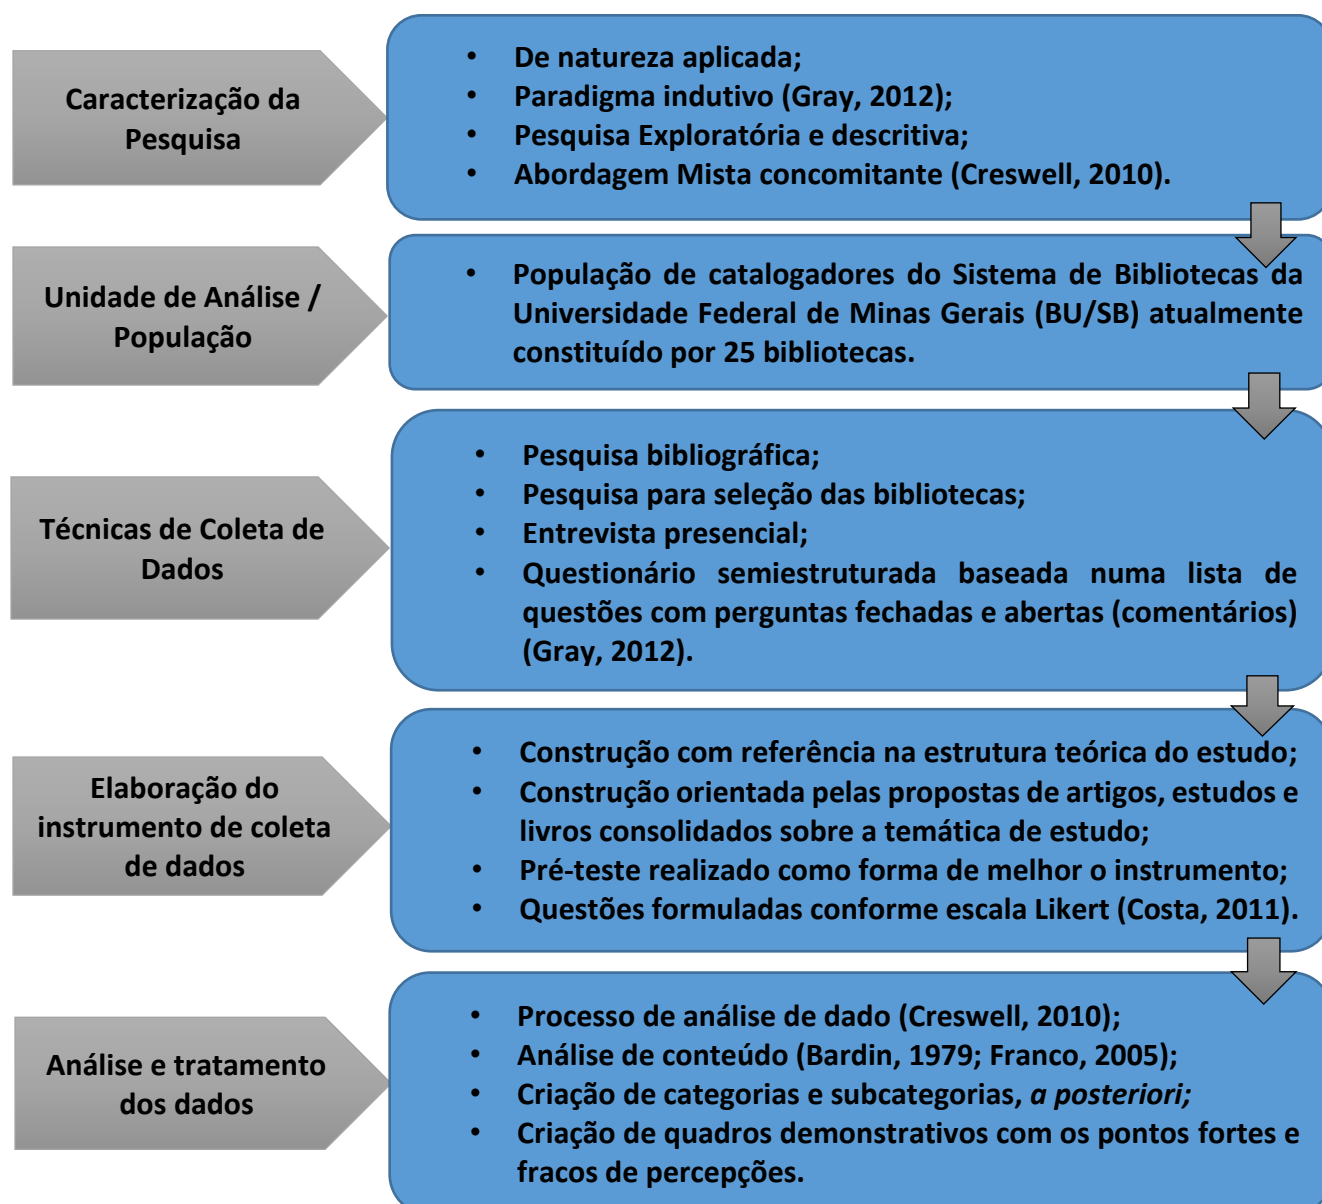 Caracterização da
Pesquisa
• De natureza aplicada;
• Paradigma indutivo (Gray, 2012);
• Pesquisa Exploratória e descritiva;
• Abordagem Mista concomitante (Creswell, 2010).
Unidade de Análise /
População
• População de catalogadores do Sistema de Bibliotecas da
Universidade Federal de Minas Gerais (BU/SB) atualmente
constituído por 25 bibliotecas.
Técnicas de Coleta de
Dados
• Pesquisa bibliográfica;
• Pesquisa para seleção das bibliotecas;
• Entrevista presencial;
• Questionário semiestruturada baseada numa lista de
questões com perguntas fechadas e abertas (comentários)
(Gray, 2012).
Elaboração do
instrumento de coleta
de dados
• Construção com referência na estrutura teórica do estudo;
• Construção orientada pelas propostas de artigos, estudos e
livros consolidados sobre a temática de estudo;
• Pré-teste realizado como forma de melhor o instrumento;
• Questões formuladas conforme escala Likert (Costa, 2011).
Análise e tratamento
dos dados
• Processo de análise de dado (Creswell, 2010);
• Análise de conteúdo (Bardin, 1979; Franco, 2005);
• Criação de categorias e subcategorias, a posteriori;
• Criação de quadros demonstrativos com os pontos fortes e
fracos de percepções.